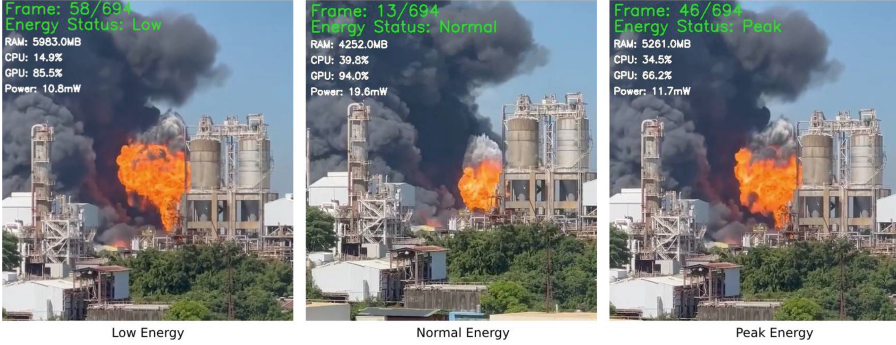 Frame: 58/694
Energy Status: Low
RAM: 5983.0MB
CPU: 14.9%
GPU: 85.5%
Power: 10.8mW
Frame: 13/694
Energy Status: Normal
RAM: 4252.0MB
CPU: 39.8%
GPU: 94.0%
Power: 19.6mW
Frame: 46/694
Energy Status: Peak
RAM: 5261.0MB
CPU: 34.5%
GPU: 66.2%
Power: 11.7mW
Low Energy
Normal Energy
Peak Energy